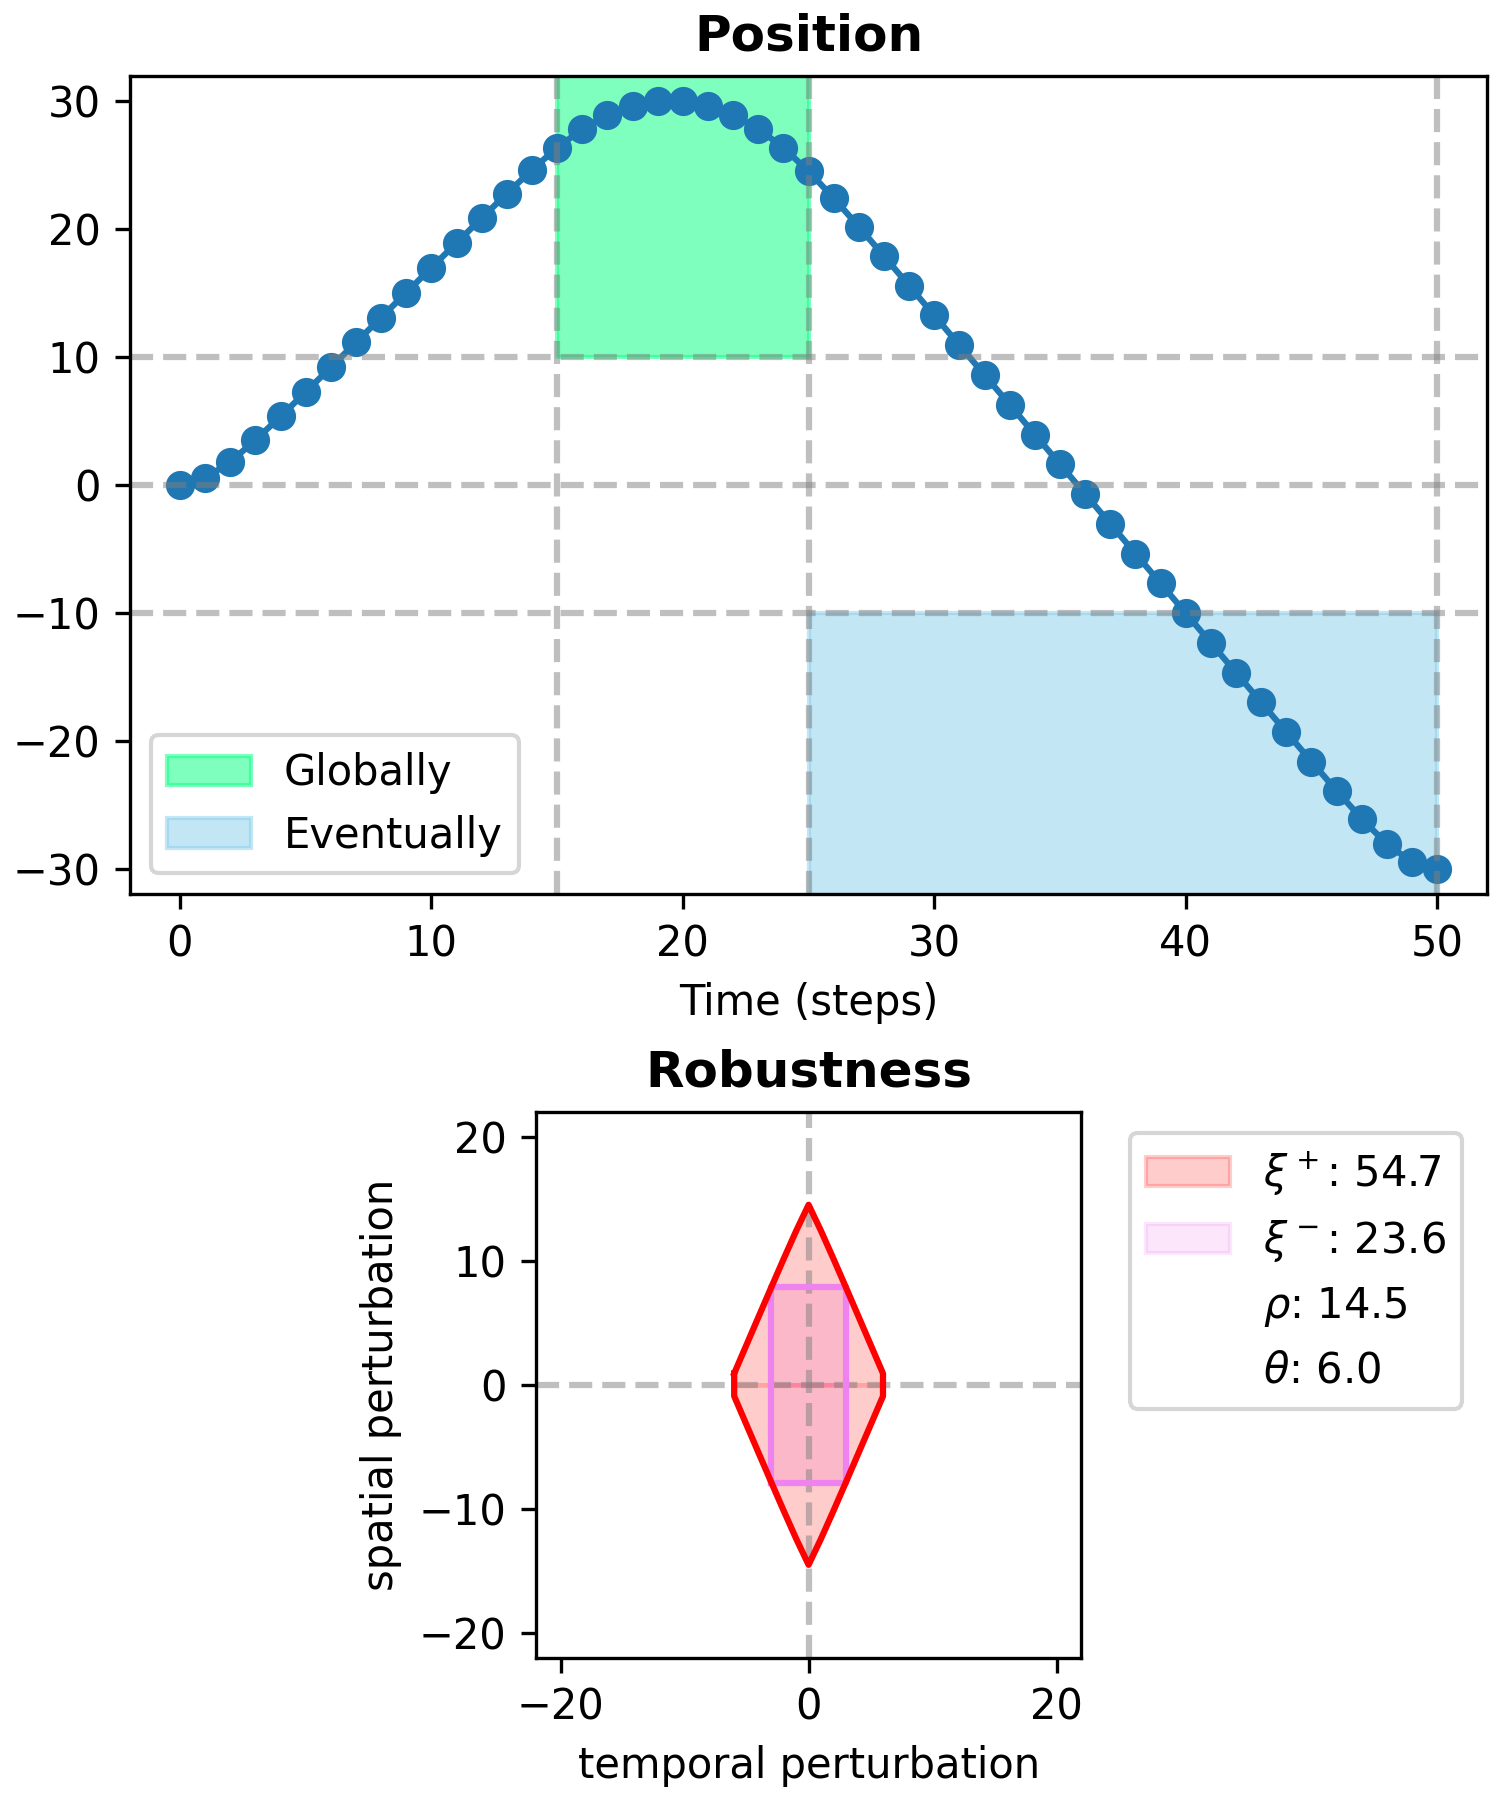 Position
30
20
10
0
−10
−20
−30
Globally
Eventually
0 10 20 30 40 50
Time (steps)
Robustness
spatial perturbation
20
10
0
−10
−20
−20 0 20
temporal perturbation
ξ⁺: 54.7
ξ⁻: 23.6
ρ: 14.5
θ: 6.0